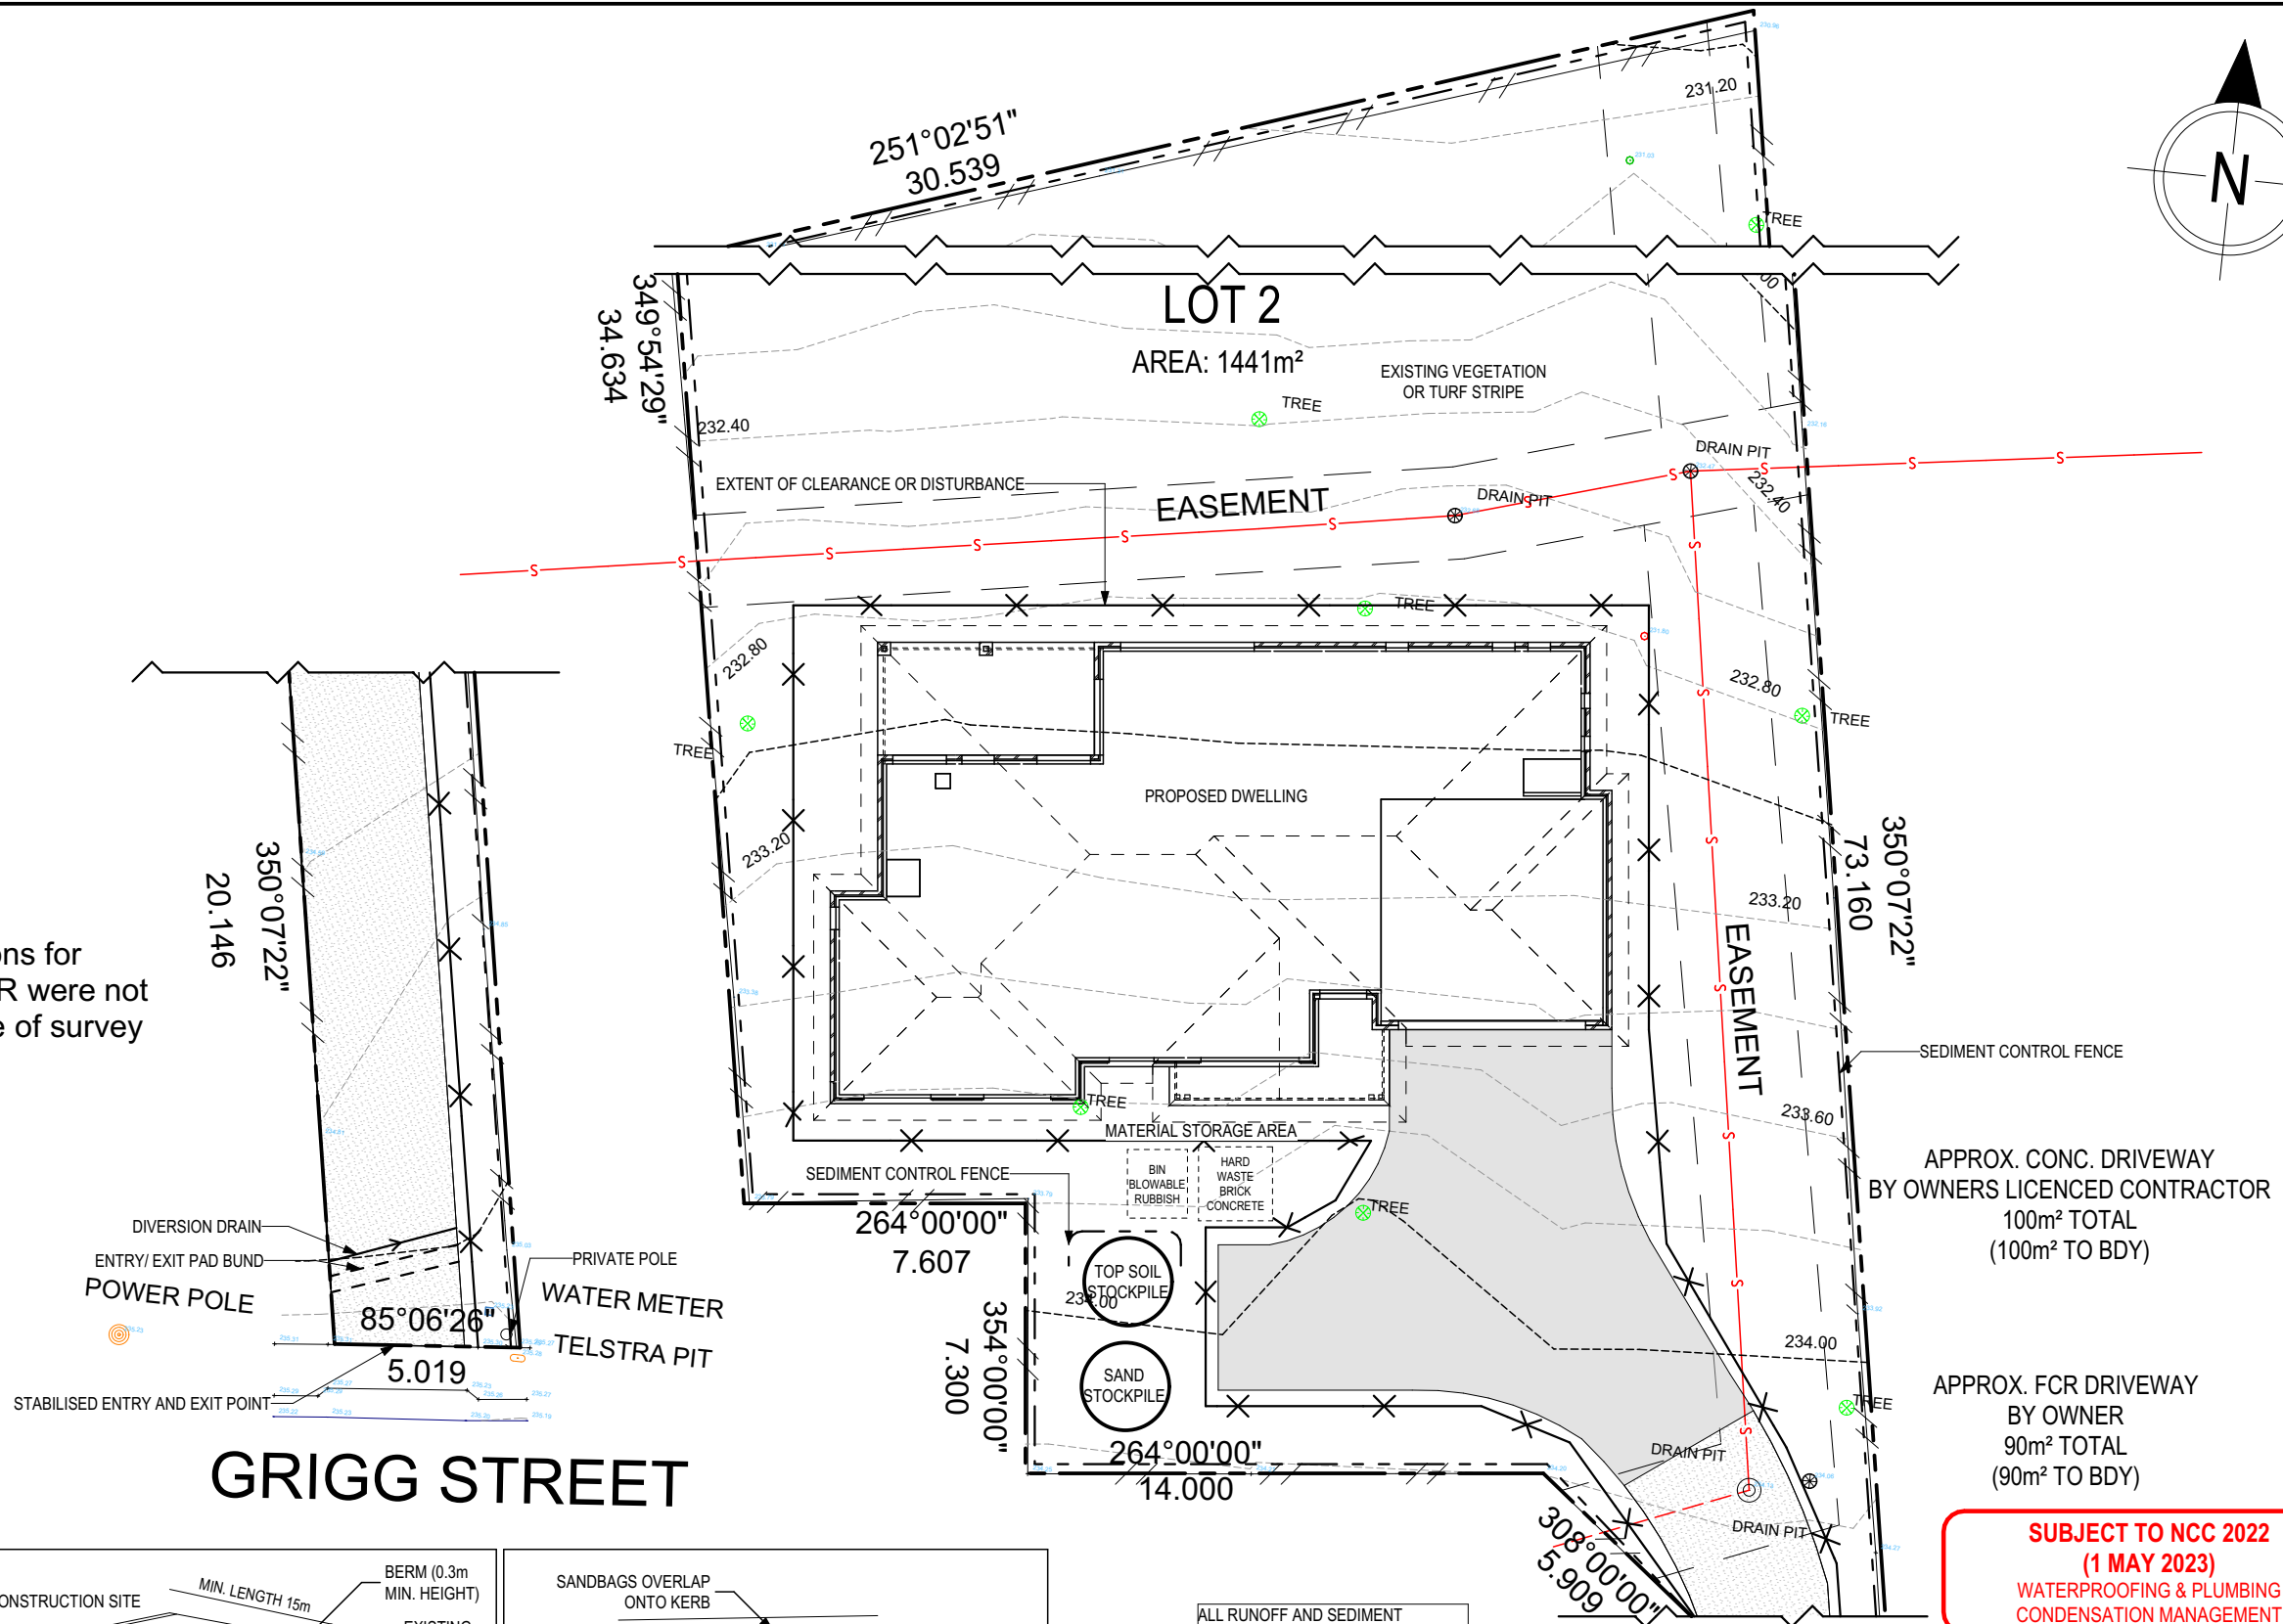 251°02'51"
30.539
231.20
TREE
N
LOT 2
AREA: 1441m²
349°54'29"
34.634
EXISTING VEGETATION
OR TURF STRIPE
TREE
232.40
DRAIN PIT
EXTENT OF CLEARANCE OR DISTURBANCE
EASEMENT
DRAIN PIT
232.40
S S S S S S S S S S
TREE
232.80
232.80
TREE
TREE
PROPOSED DWELLING
233.20
350°07'22"
73.160
233.20
350°07'22"
20.146
EASEMENT
ons for
R were not
e of survey
SEDIMENT CONTROL FENCE
TREE
233.60
MATERIAL STORAGE AREA
SEDIMENT CONTROL FENCE
BIN
BLOWABLE
RUBBISH
HARD
WASTE
BRICK
CONCRETE
APPROX. CONC. DRIVEWAY
BY OWNERS LICENCED CONTRACTOR
100m² TOTAL
(100m² TO BDY)
264°00'00"
7.607
TREE
DIVERSION DRAIN
ENTRY/ EXIT PAD BUND
PRIVATE POLE
POWER POLE
WATER METER
TOP SOIL
STOCKPILE
234.00
85°06'26"
5.019
TELSTRA PIT
354°00'00"
7.300
234.00
SAND
STOCKPILE
STABILISED ENTRY AND EXIT POINT
APPROX. FCR DRIVEWAY
BY OWNER
90m² TOTAL
(90m² TO BDY)
TREE
264°00'00"
14.000
DRAIN PIT
GRIGG STREET
DRAIN PIT
308°00'00"
5.909
SUBJECT TO NCC 2022
(1 MAY 2023)
WATERPROOFING & PLUMBING
CONDENSATION MANAGEMENT
BERM (0.3m
MIN. HEIGHT)
MIN. LENGTH 15m
ONSTRUCTION SITE
SANDBAGS OVERLAP
ONTO KERB
ALL RUNOFF AND SEDIMENT